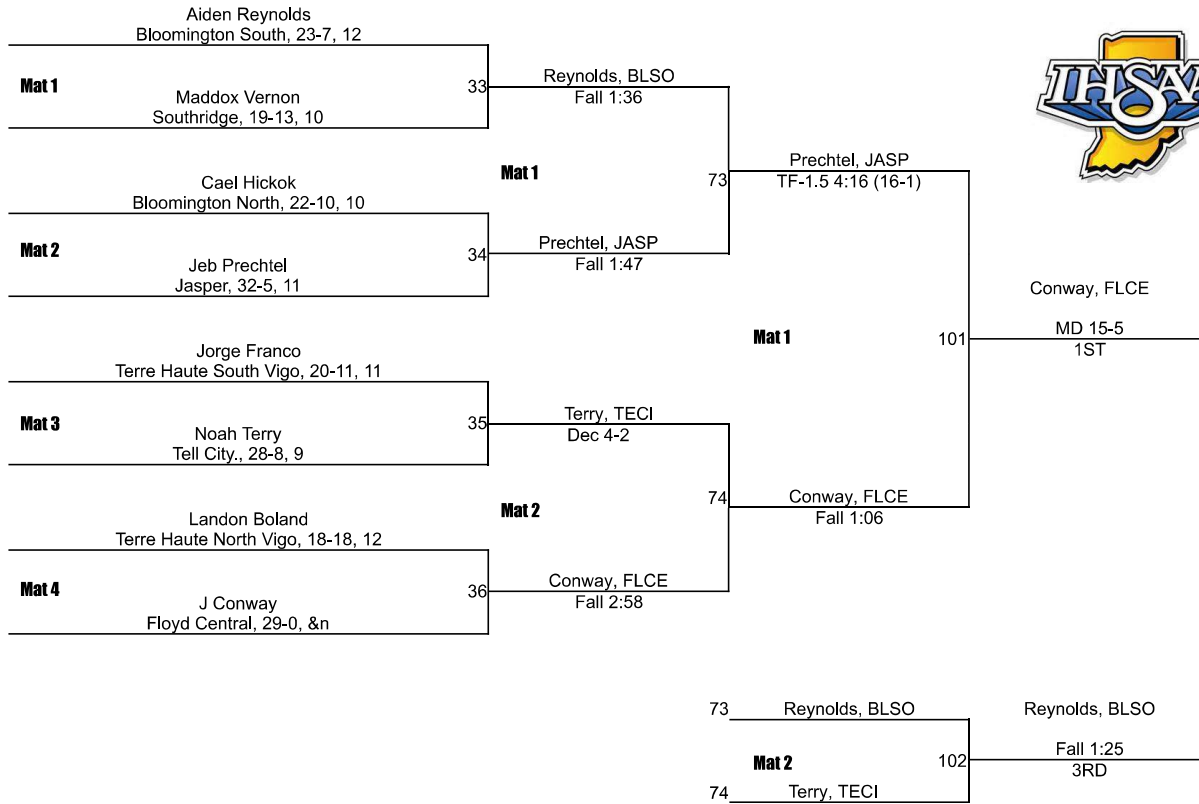 Aiden Reynolds
Bloomington South, 23-7, 12
Mat 1
Maddox Vernon
Southridge, 19-13, 10
33
Reynolds, BLSO
Fall 1:36
Cael Hickok
Bloomington North, 22-10, 10
Mat 2
Jeb Prechtel
Jasper, 32-5, 11
34
Prechtel, JASP
Fall 1:47
Mat 1
73
Prechtel, JASP
TF-1.5 4:16 (16-1)
IHSAA
Jorge Franco
Terre Haute South Vigo, 20-11, 11
Mat 3
Noah Terry
Tell City., 28-8, 9
35
Terry, TECI
Dec 4-2
Landon Boland
Terre Haute North Vigo, 18-18, 12
Mat 4
J Conway
Floyd Central, 29-0, &n
36
Conway, FLCE
Fall 2:58
Mat 2
74
Conway, FLCE
Fall 1:06
Mat 1
101
Conway, FLCE
MD 15-5
1ST
73
Reynolds, BLSO
Mat 2
74
Terry, TECI
102
Reynolds, BLSO
Fall 1:25
3RD